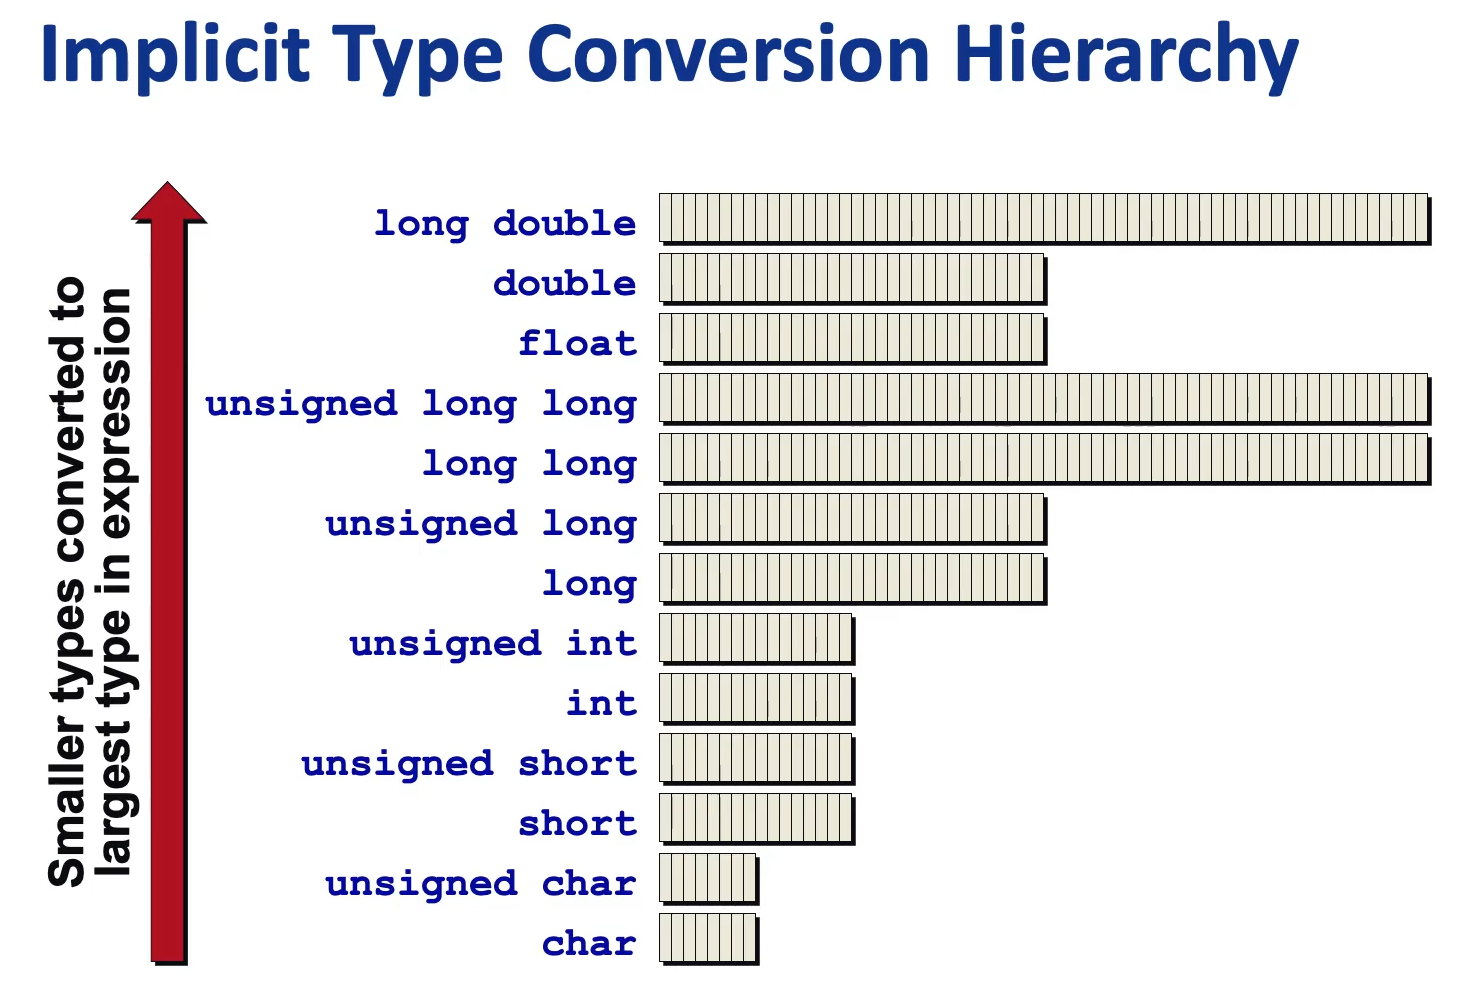 Implicit Type Conversion Hierarchy
Smaller types converted to
largest type in expression
long double
double
float
unsigned long long
long long
unsigned long
long
unsigned int
int
unsigned short
short
unsigned char
char